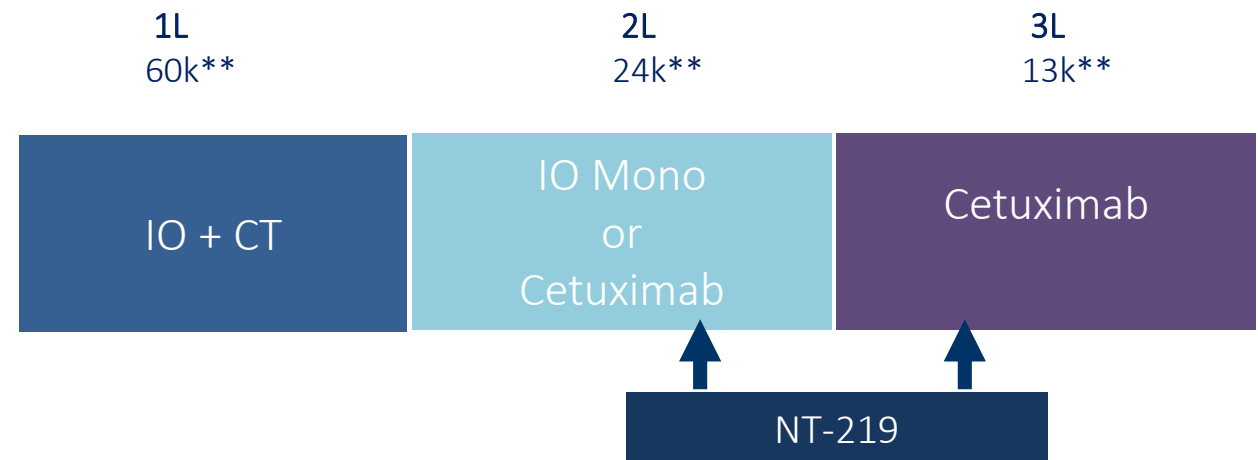 1L
60k**
2L
24k**
3L
13k**
IO + CT
IO Mono
or
Cetuximab
Cetuximab
NT-219